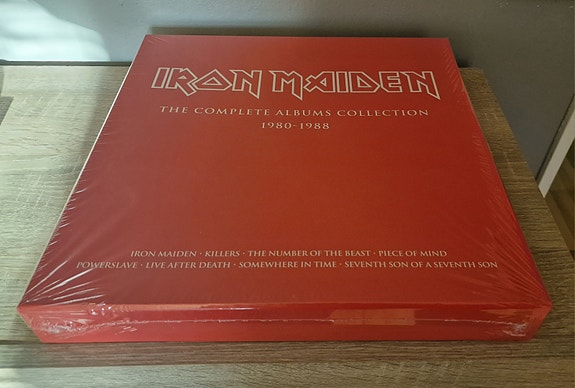 IRON MAIDEN
THE COMPLETE ALBUMS COLLECTION
1980-1988
IRON MAIDEN · KILLERS · THE NUMBER OF THE BEAST · PIECE OF MIND
POWERSLAVE · LIVE AFTER DEATH · SOMEWHERE IN TIME · SEVENTH SON OF A SEVENTH SON